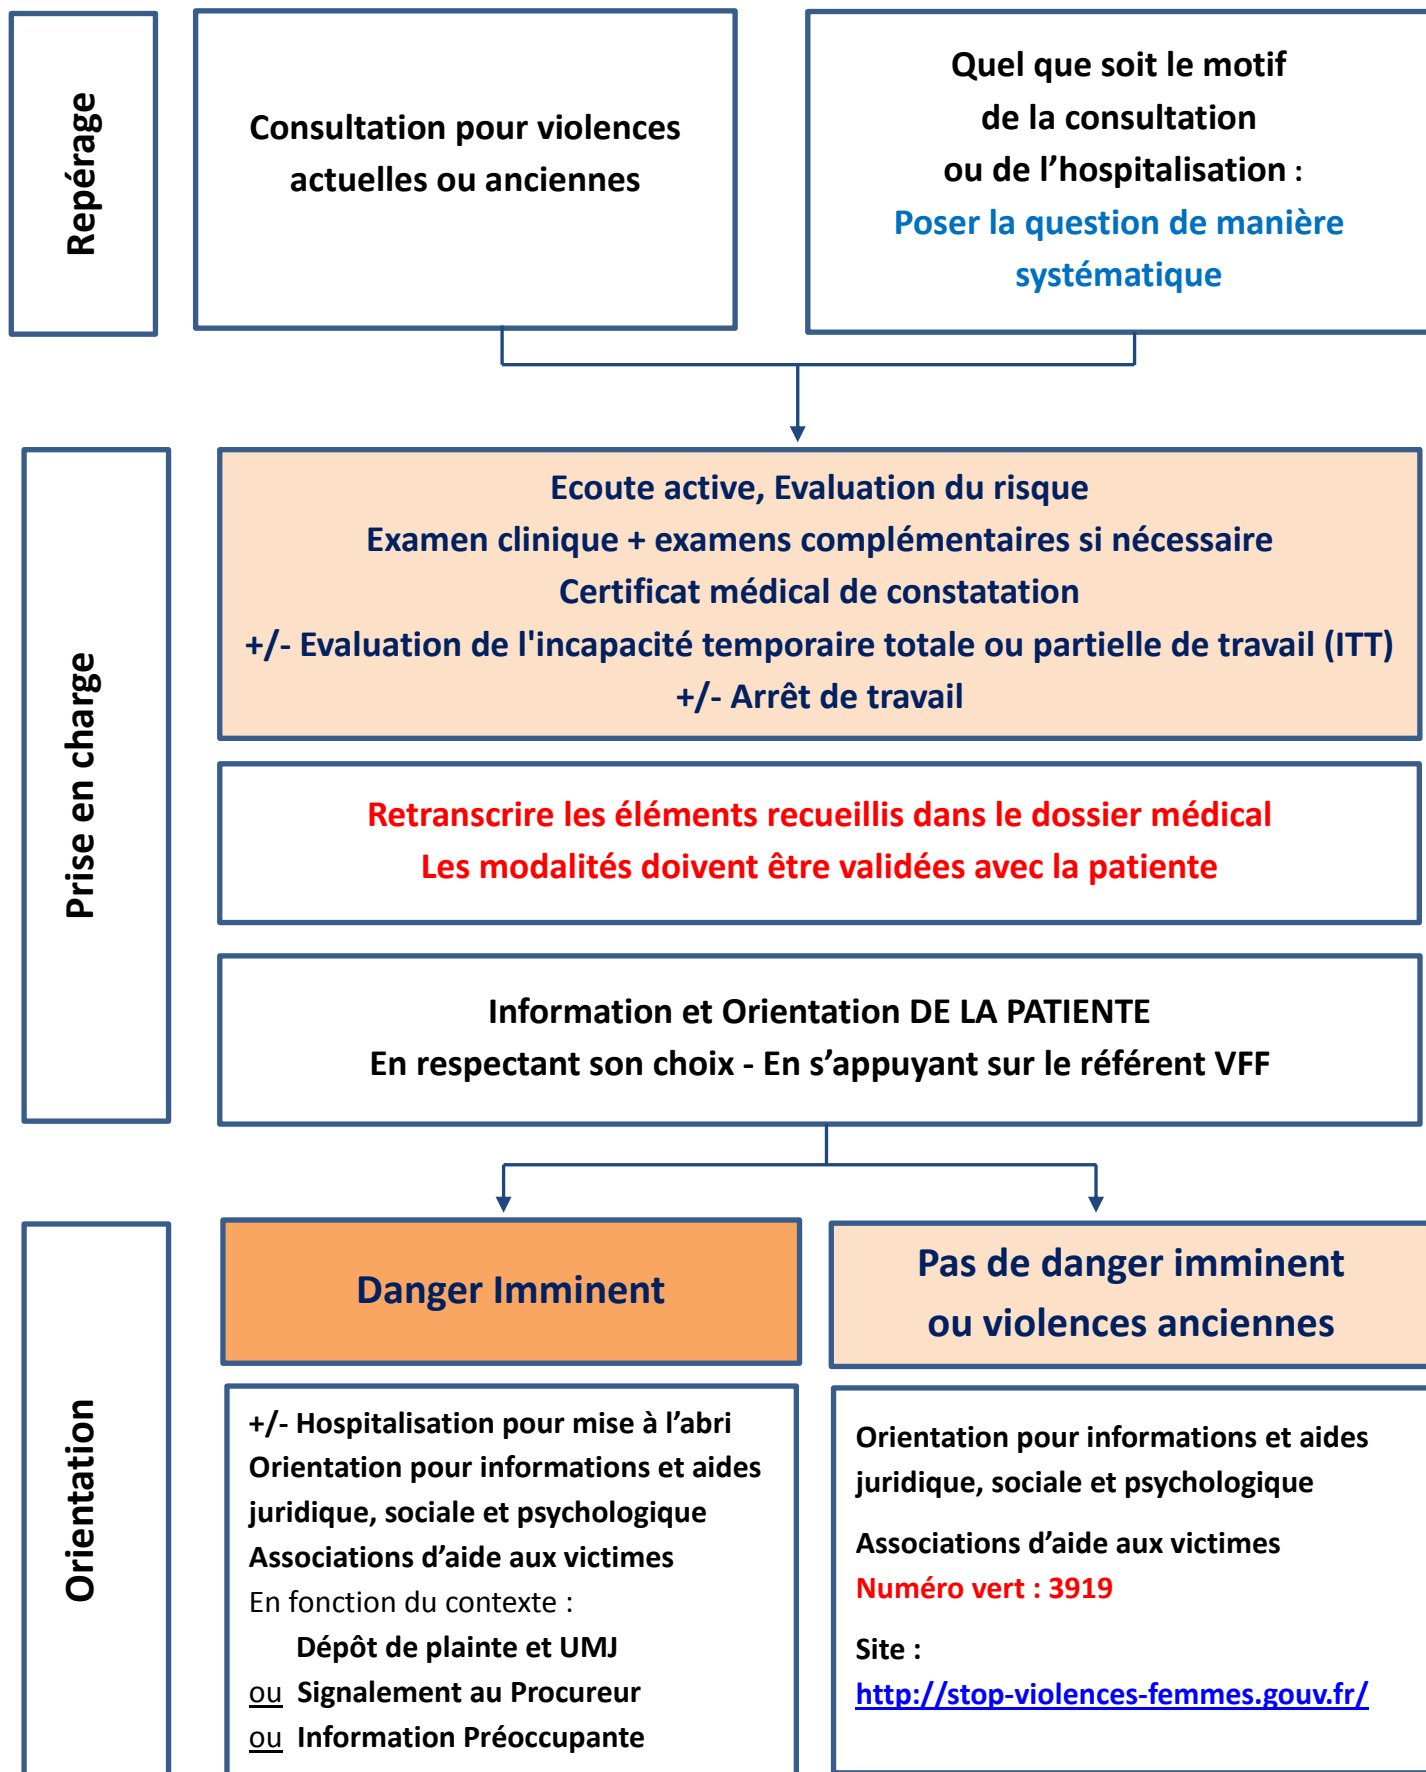 Repérage
Consultation pour violences
actuelles ou anciennes
Quel que soit le motif
de la consultation
ou de l’hospitalisation :
Poser la question de manière
systématique
Prise en charge
Ecoute active, Evaluation du risque
Examen clinique + examens complémentaires si nécessaire
Certificat médical de constatation
+/- Evaluation de l'incapacité temporaire totale ou partielle de travail (ITT)
+/- Arrêt de travail
Retranscrire les éléments recueillis dans le dossier médical
Les modalités doivent être validées avec la patiente
Information et Orientation DE LA PATIENTE
En respectant son choix - En s’appuyant sur le référent VFF
Orientation
Danger Imminent
+/- Hospitalisation pour mise à l’abri
Orientation pour informations et aides
juridique, sociale et psychologique
Associations d’aide aux victimes
En fonction du contexte :
Dépôt de plainte et UMJ
ou Signalement au Procureur
ou Information Préoccupante
Pas de danger imminent
ou violences anciennes
Orientation pour informations et aides
juridique, sociale et psychologique
Associations d’aide aux victimes
Numéro vert : 3919
Site :
http://stop-violences-femmes.gouv.fr/